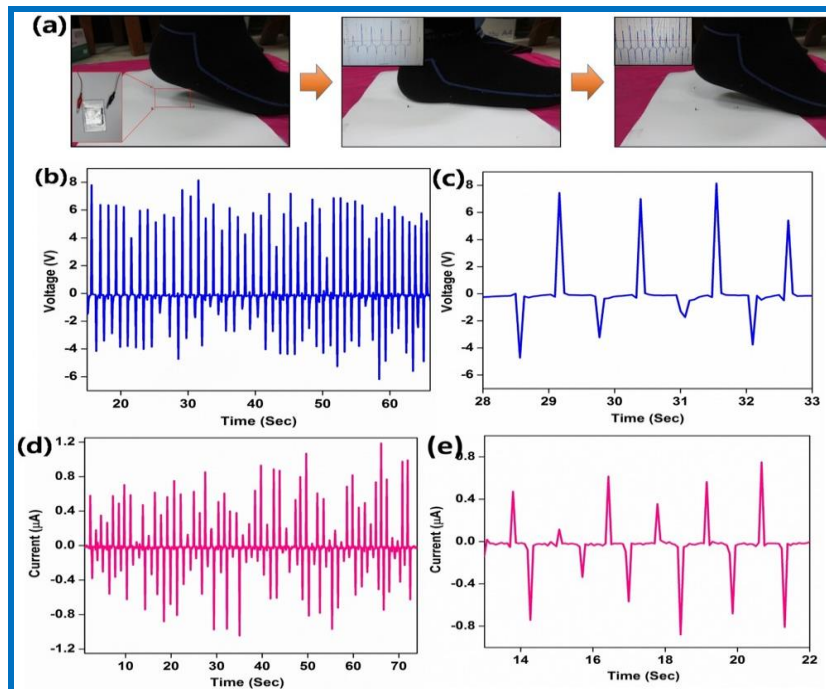 (a)
(b)
8
6
4
2
0
-2
-4
-6
Voltage (V)
20 30 40 50 60
Time (Sec)
(c)
8
6
4
2
0
-2
-4
-6
Voltage (V)
28 29 30 31 32 33
Time (Sec)
(d)
1.2
0.8
0.4
0.0
-0.4
-0.8
-1.2
Current (μA)
10 20 30 40 50 60 70
Time (Sec)
(e)
0.8
0.4
0.0
-0.4
-0.8
Current (μA)
14 16 18 20 22
Time (Sec)